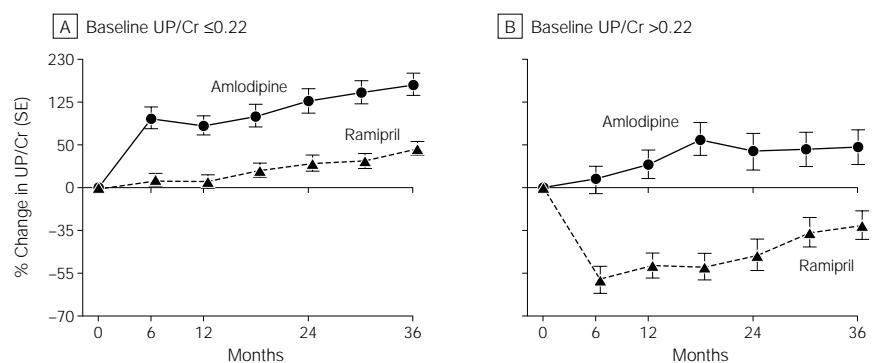 A Baseline UP/Cr ≤0.22
B Baseline UP/Cr >0.22
% Change in UP/Cr (SE)
230
125
50
0
−35
−55
−70
Amlodipine
Ramipril
0 6 12 24 36
Months
Amlodipine
Ramipril
0 6 12 24 36
Months